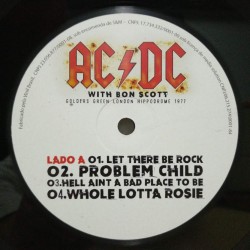 AC/DC
WITH BON SCOTT
GOLDERS GREEN LONDON HIPPODROME 1977
LADO A 01. LET THERE BE ROCK
02. PROBLEM CHILD
03.HELL AINT A BAD PLACE TO BE
04.WHOLE LOTTA ROSIE